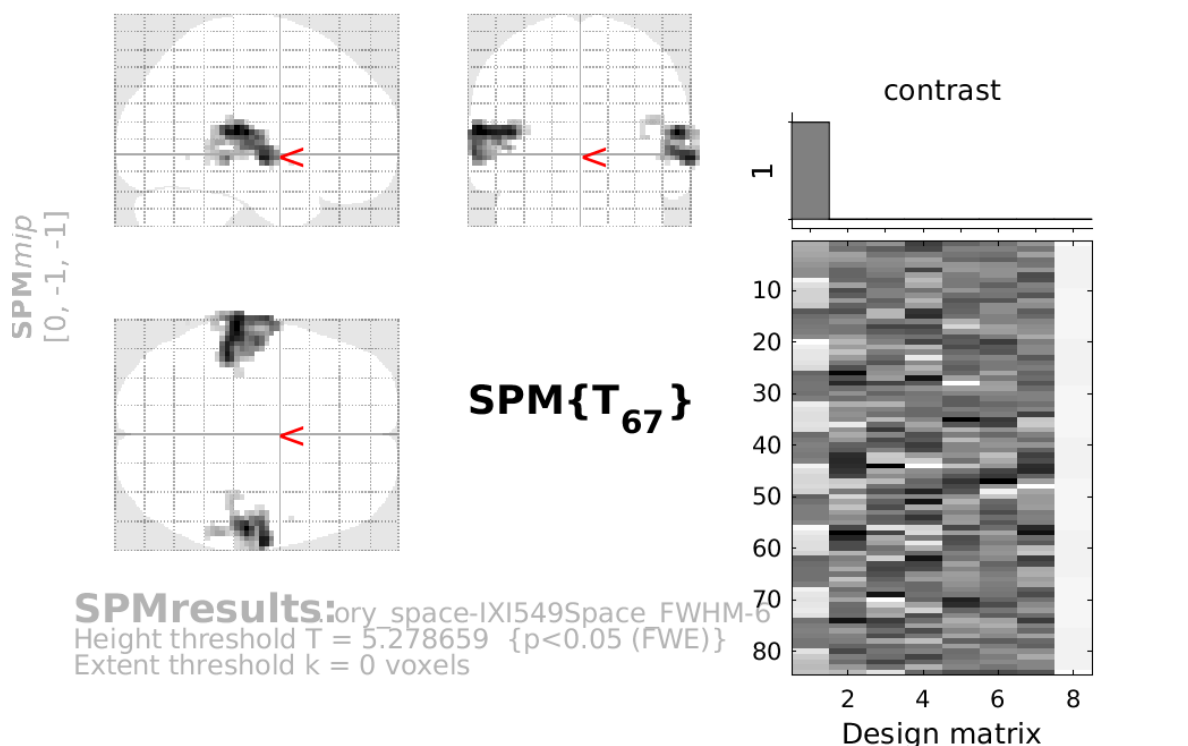 SPMmip
[0, -1, -1]
<
<
<
SPM{T67}
contrast
1
10
20
30
40
50
60
70
80
2 4 6 8
Design matrix
SPMresults: ory_space-IXI549Space_FWHM-6
Height threshold T = 5.278659 {p<0.05 (FWE)}
Extent threshold k = 0 voxels